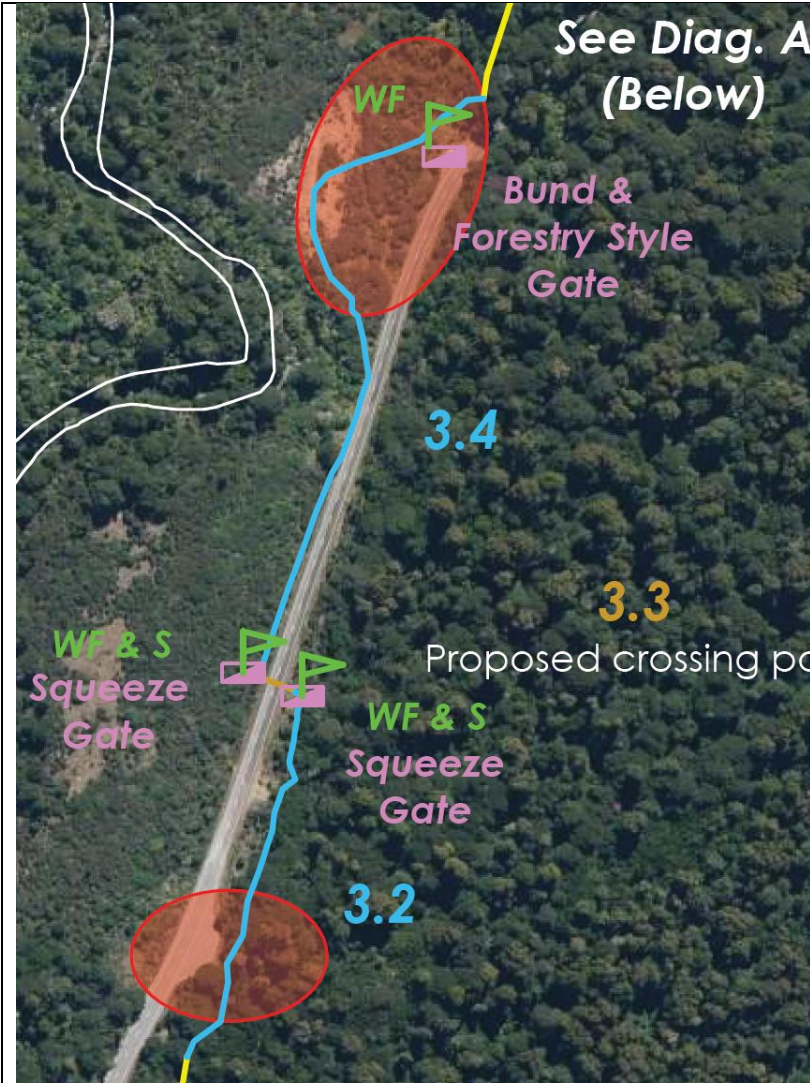 See Diag. A
(Below)
WF
Bund &
Forestry Style
Gate
3.4
3.3
Proposed crossing
WF & S
Squeeze
Gate
WF & S
Squeeze
Gate
3.2